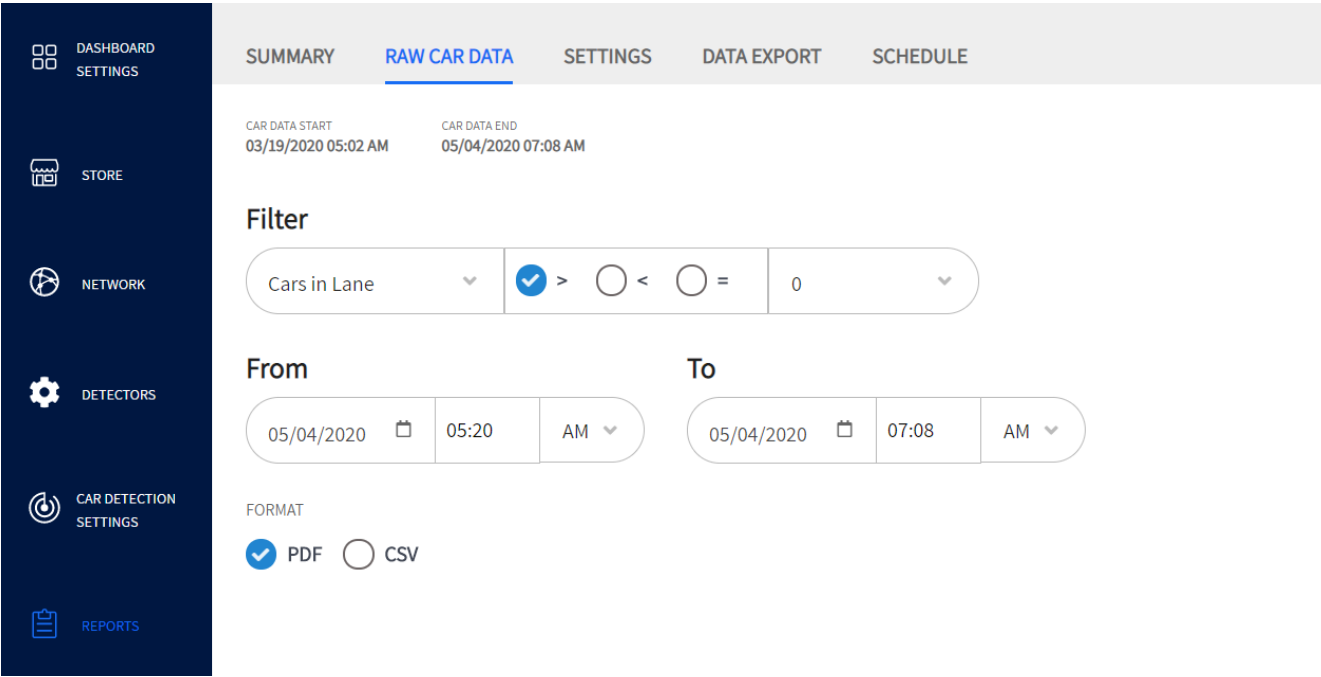 DASHBOARD
SETTINGS
STORE
NETWORK
DETECTORS
CAR DETECTION
SETTINGS
REPORTS
SUMMARY RAW CAR DATA SETTINGS DATA EXPORT SCHEDULE
CAR DATA START CAR DATA END
03/19/2020 05:02 AM 05/04/2020 07:08 AM
Filter
Cars in Lane > < = 0
From To
05/04/2020 05:20 AM 05/04/2020 07:08 AM
FORMAT
PDF CSV